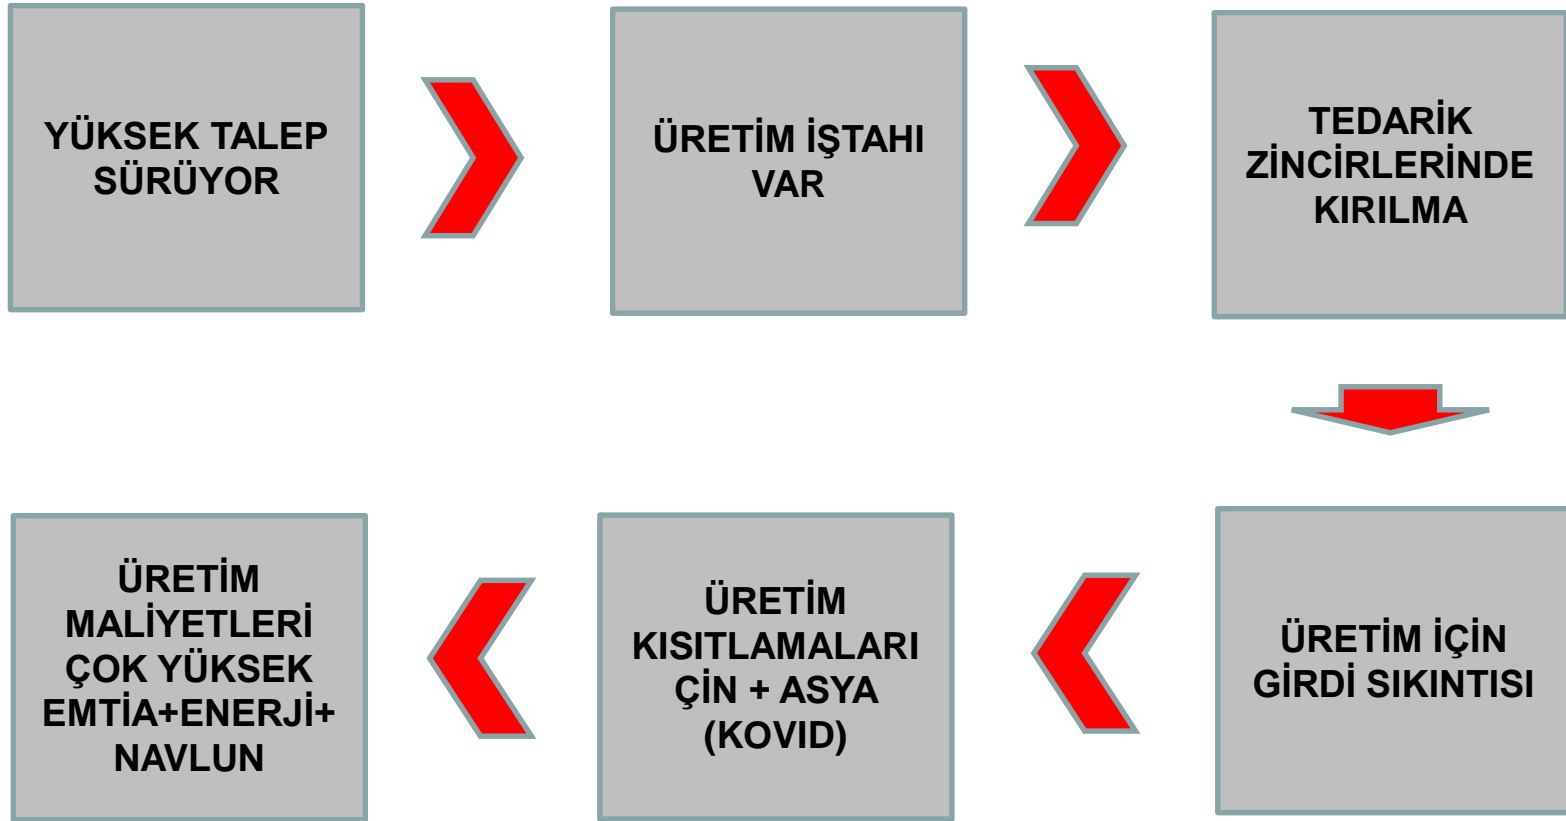 YÜKSEK TALEP
SÜRÜYOR
ÜRETİM İŞTAHI
VAR
TEDARİK
ZİNCİRLERİNDE
KIRILMA
ÜRETİM İÇİN
GİRDİ SIKINTISI
ÜRETİM
KISITLAMALARI
ÇİN + ASYA
(KOVID)
ÜRETİM
MALİYETLERİ
ÇOK YÜKSEK
EMTİA+ENERJİ+
NAVLUN